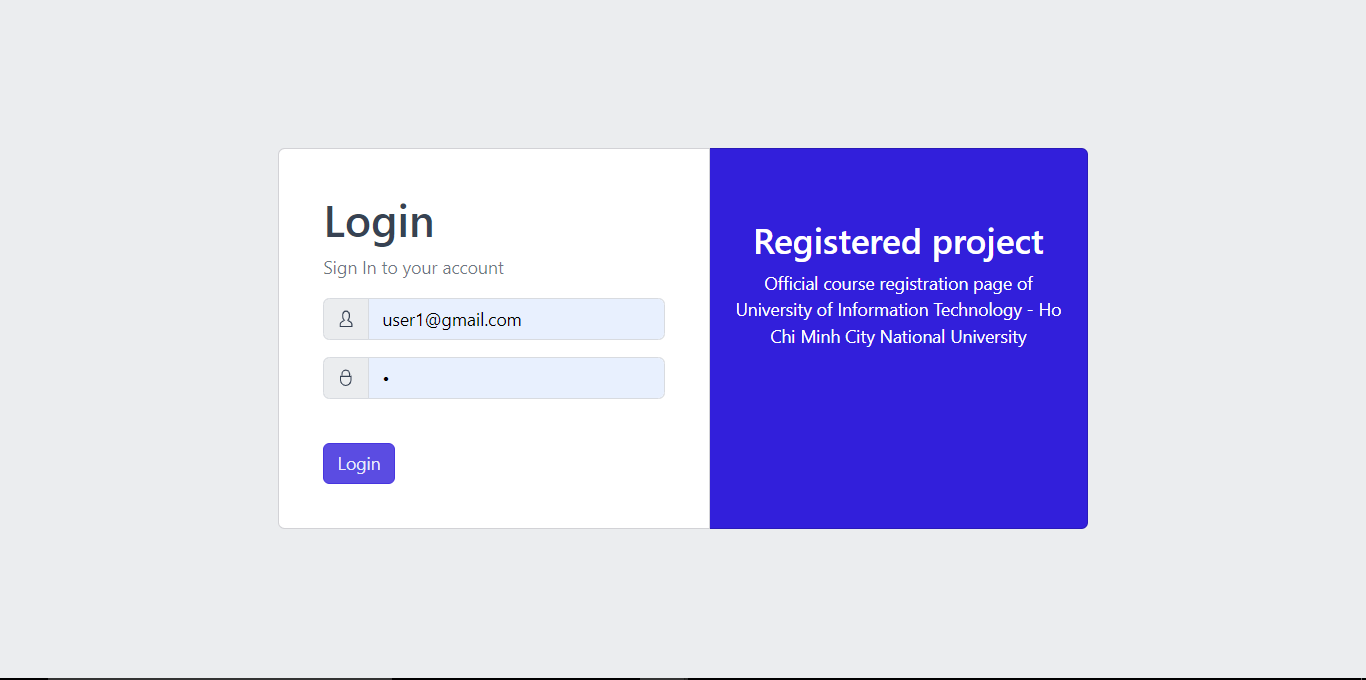 Login
Sign In to your account
user1@gmail.com
•
Login
Registered project
Official course registration page of
University of Information Technology - Ho
Chi Minh City National University